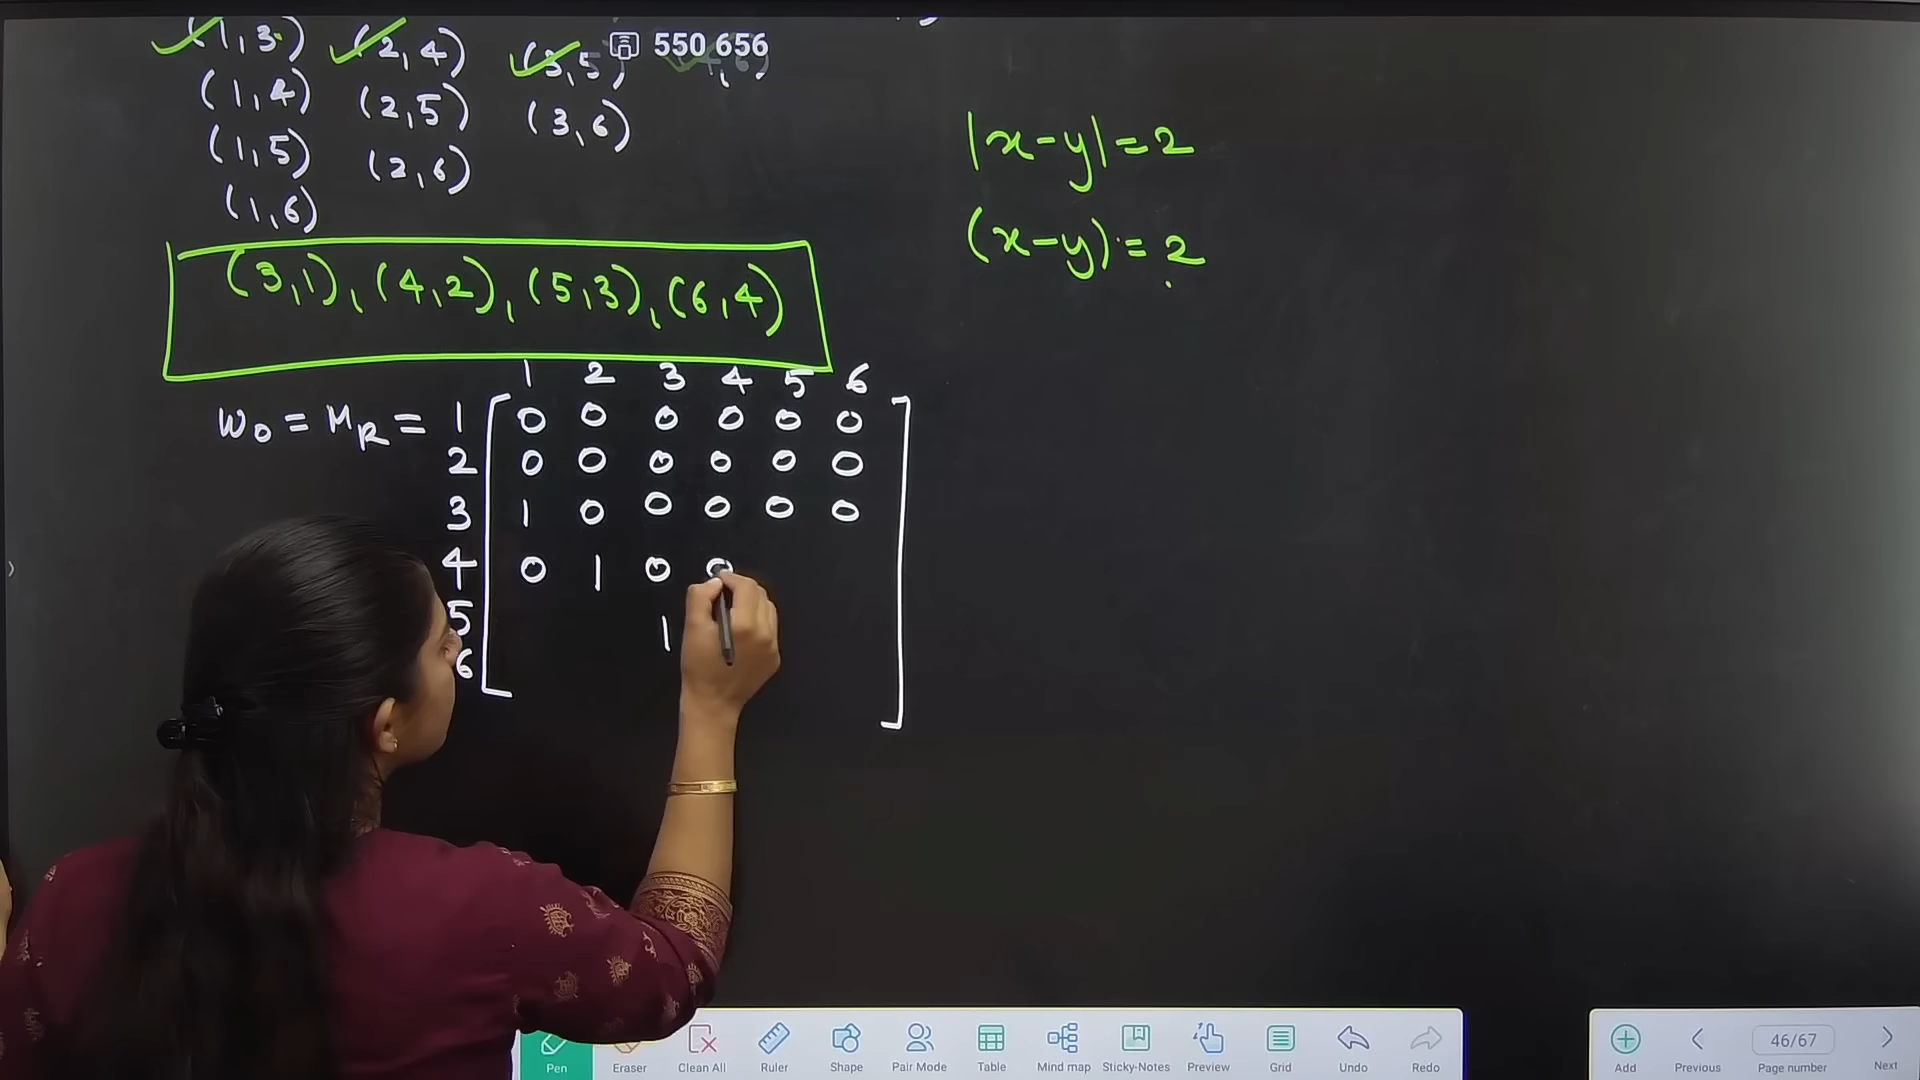 (1,3) (2,4) (3,5) 550 656
(1,4) (2,5) (3,6)
(1,5) (2,6)
(1,6)
|x-y|=2
(x-y)=2
(3,1), (4,2), (5,3), (6,4)
1 2 3 4 5 6
W0 = MR = 1 0 0 0 0 0 0
2 0 0 0 0 0 0
3 1 0 0 0 0 0
4 0 1 0 0
5 1
6
Pen Eraser Clean All Ruler Shape Pair Mode Table Mind map Sticky-Notes Preview Grid Undo Redo
Add Previous 46/67 Page number Next